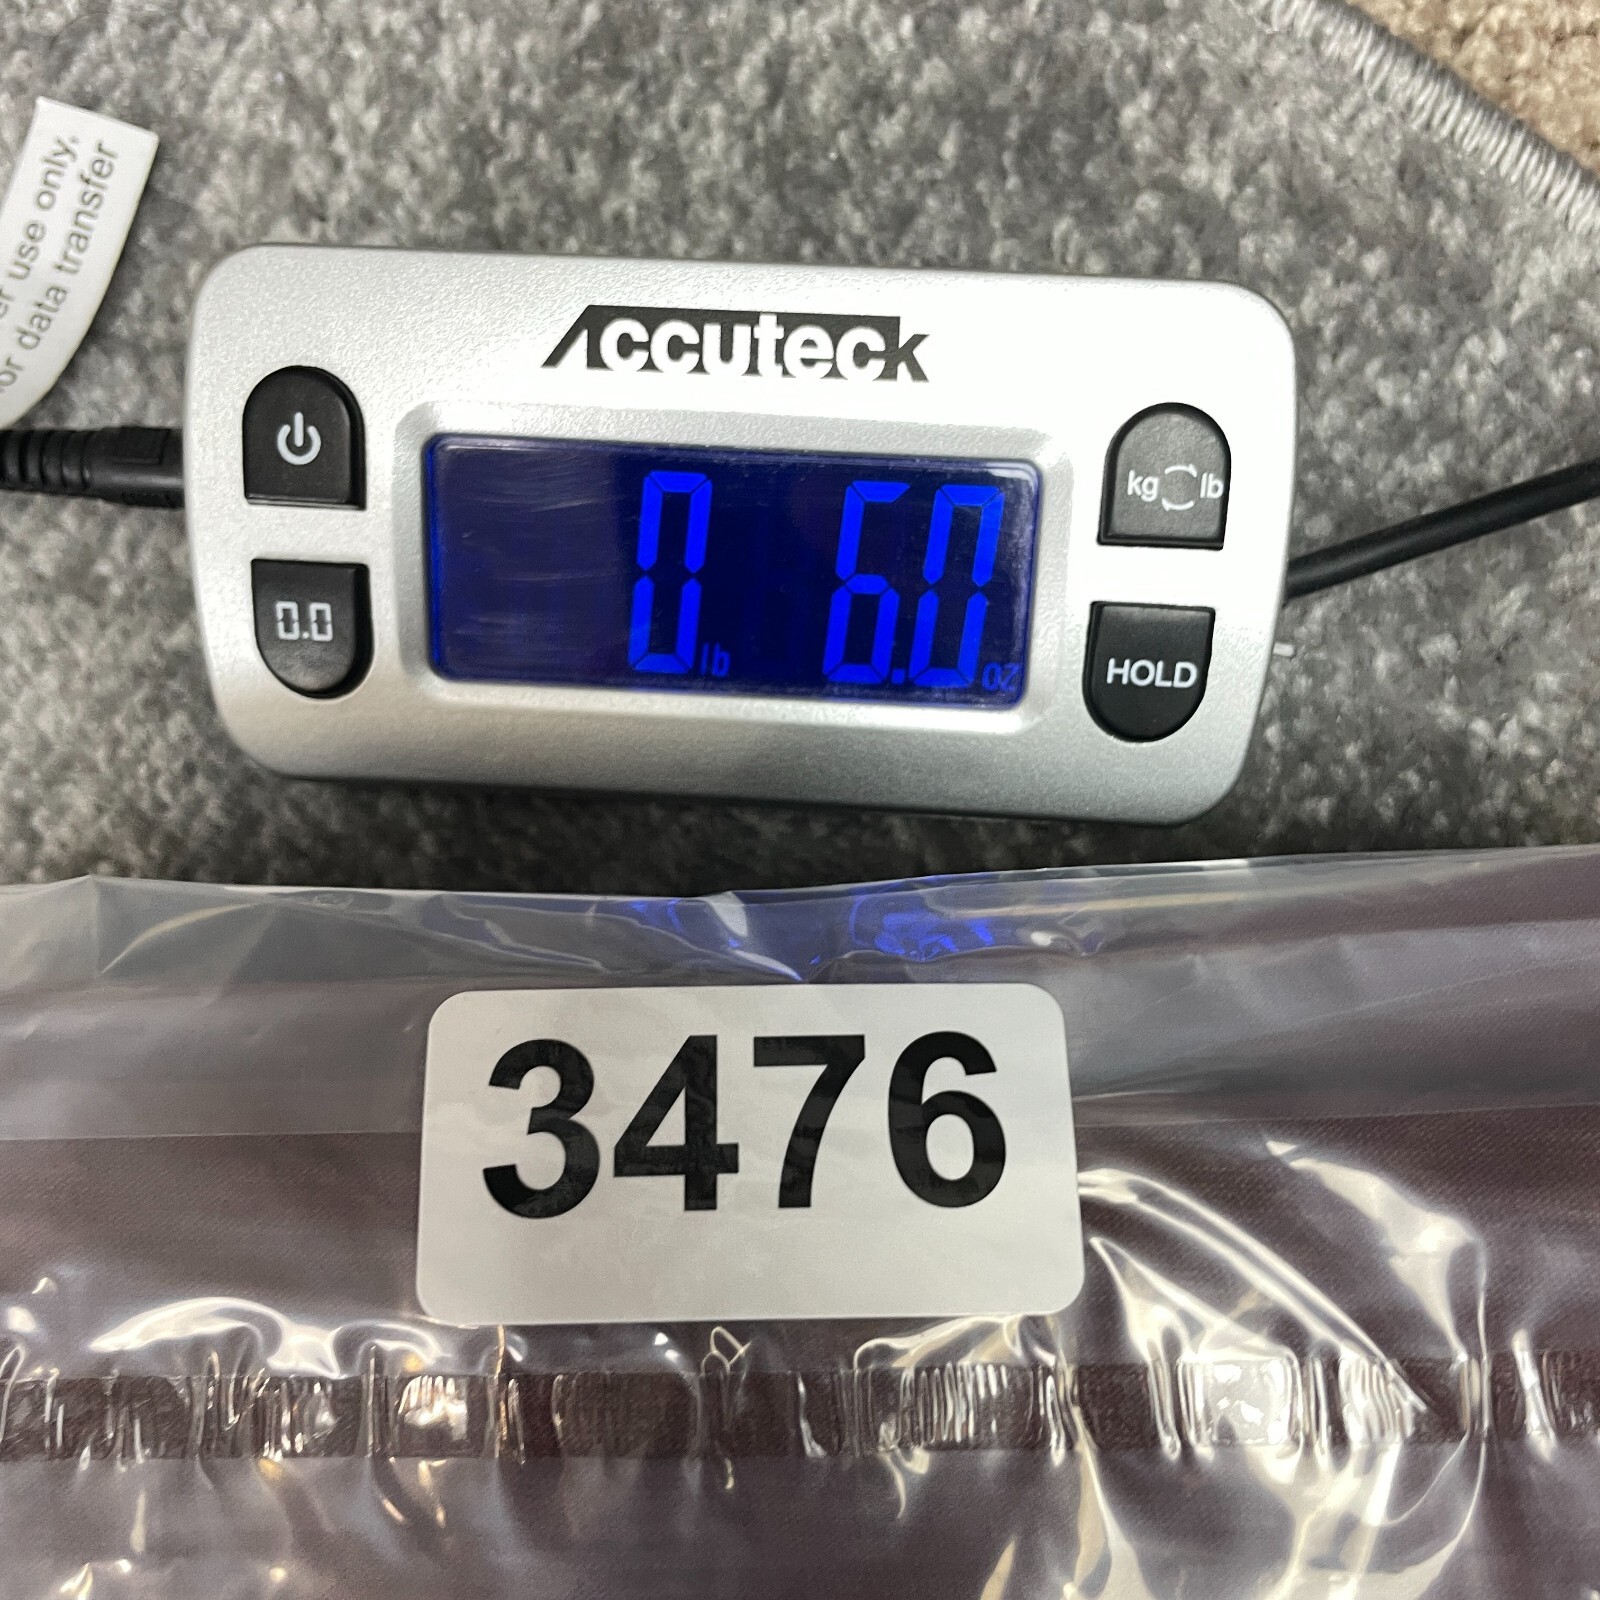 er use only,
or data transfer
Accuteck
kg lb
0.0
0 lb 6.0 oz
HOLD
3476